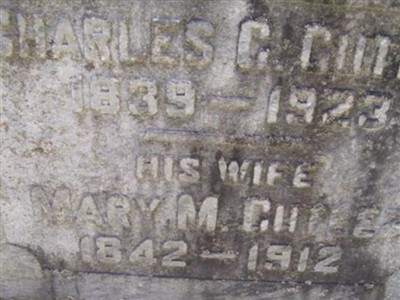 CHARLES C.
1839 — 1923
HIS WIFE
MARY M.
1842 — 1912